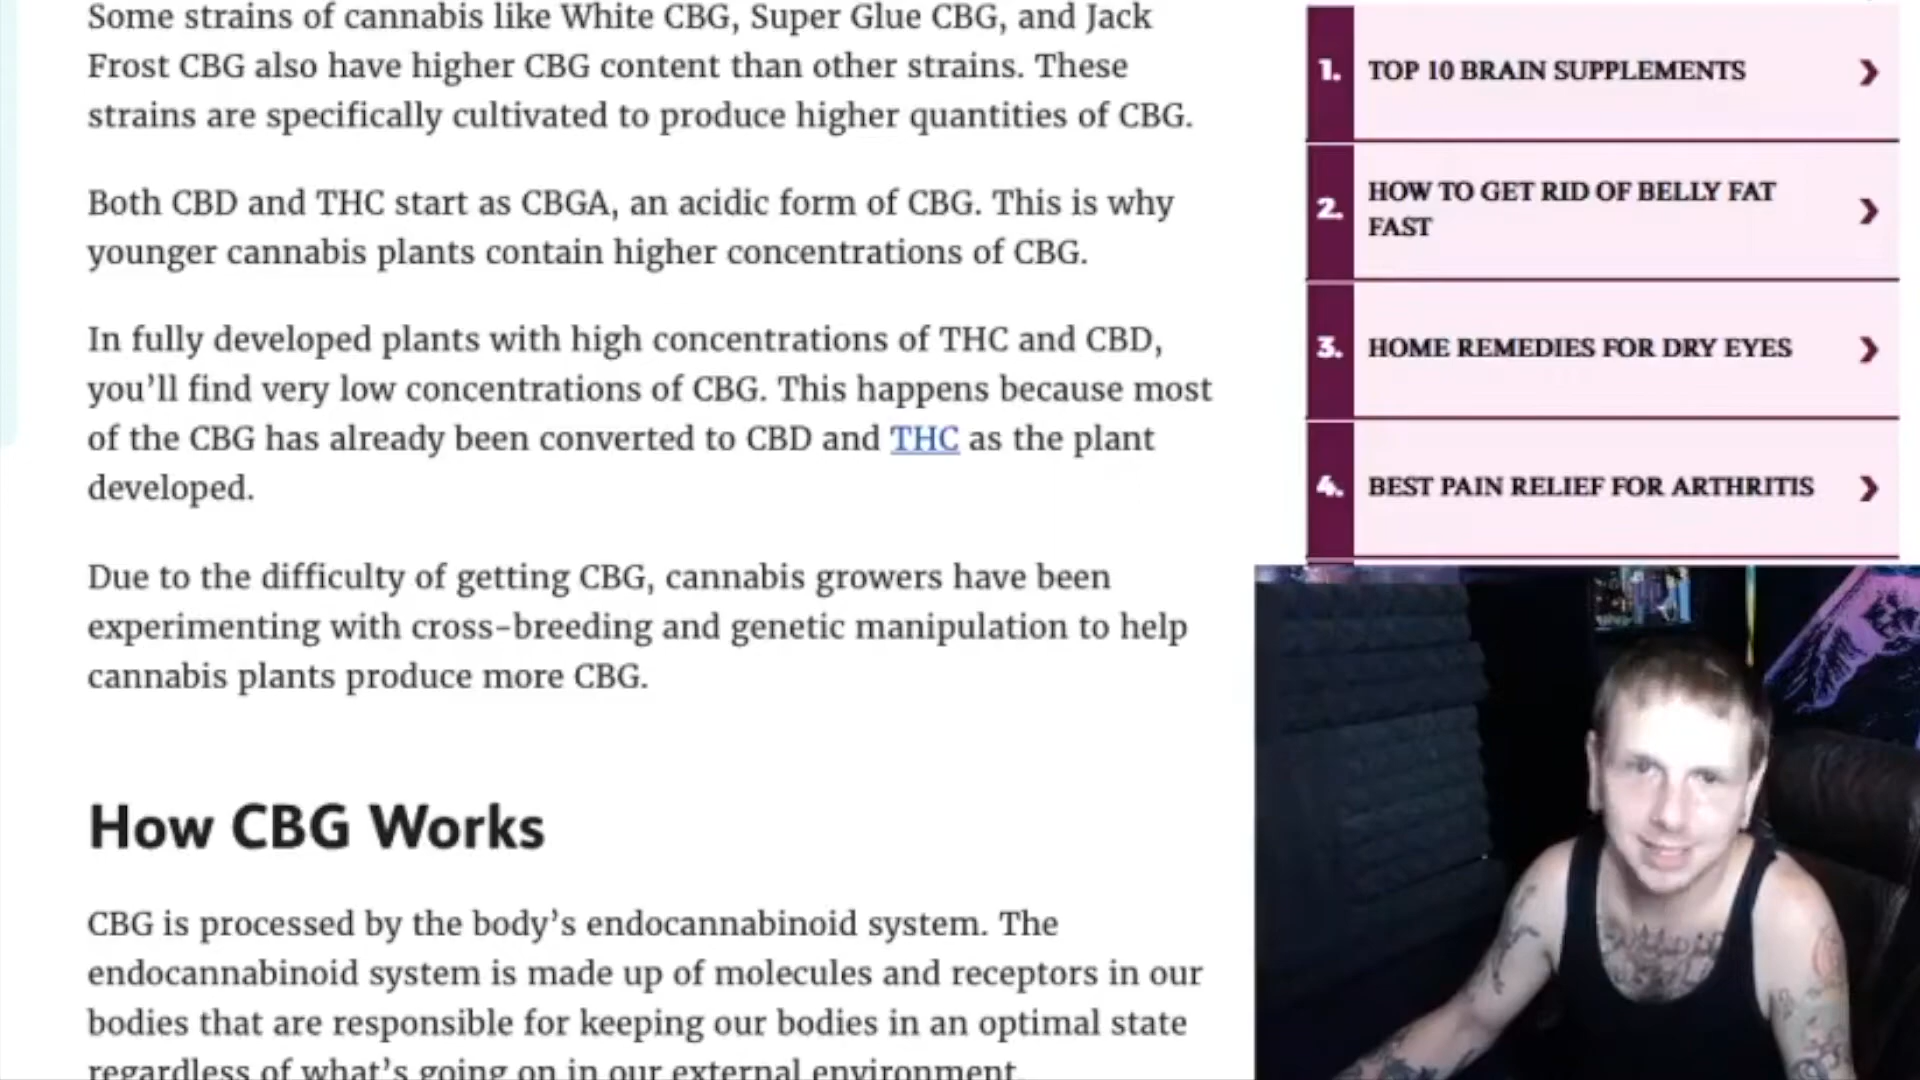 Some strains of cannabis like White CBG, Super Glue CBG, and Jack
Frost CBG also have higher CBG content than other strains. These
strains are specifically cultivated to produce higher quantities of CBG.
Both CBD and THC start as CBGA, an acidic form of CBG. This is why
younger cannabis plants contain higher concentrations of CBG.
In fully developed plants with high concentrations of THC and CBD,
you’ll find very low concentrations of CBG. This happens because most
of the CBG has already been converted to CBD and THC as the plant
developed.
Due to the difficulty of getting CBG, cannabis growers have been
experimenting with cross-breeding and genetic manipulation to help
cannabis plants produce more CBG.
How CBG Works
CBG is processed by the body’s endocannabinoid system. The
endocannabinoid system is made up of molecules and receptors in our
bodies that are responsible for keeping our bodies in an optimal state
regardless of what’s going on in our external environment.
1. TOP 10 BRAIN SUPPLEMENTS
2. HOW TO GET RID OF BELLY FAT
FAST
3. HOME REMEDIES FOR DRY EYES
4. BEST PAIN RELIEF FOR ARTHRITIS